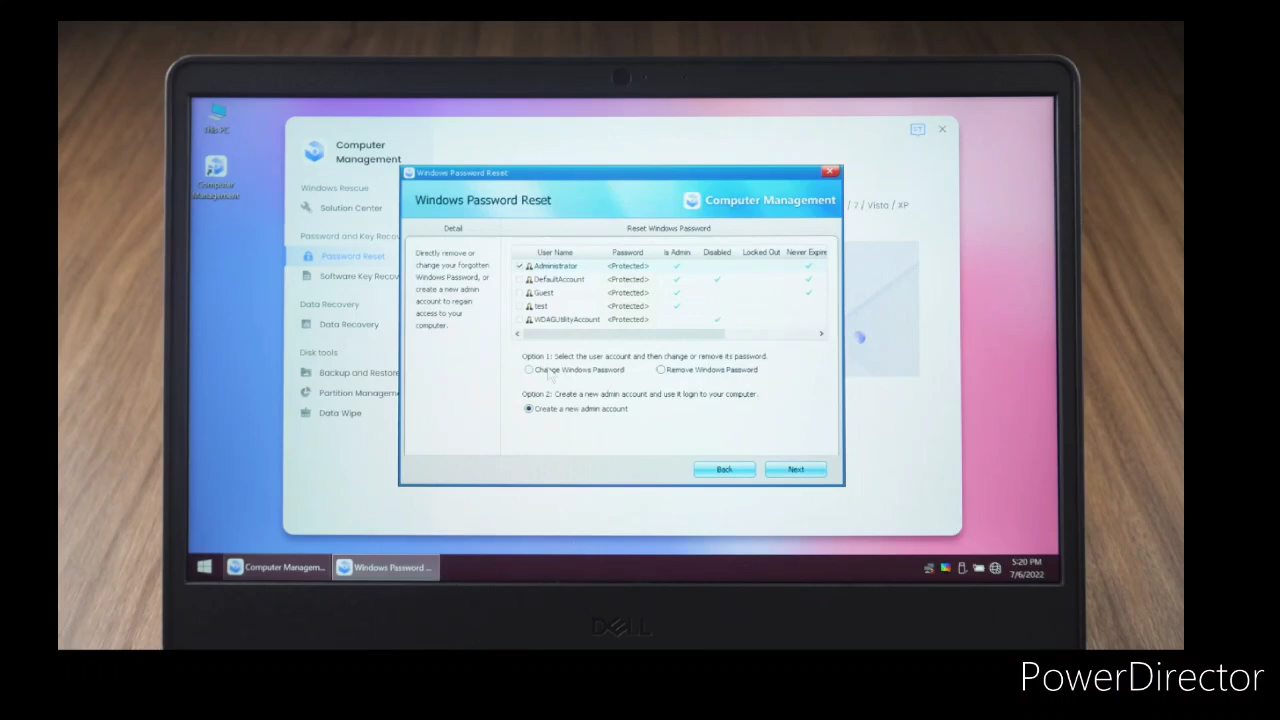 This PC
Computer
Management
Computer
Management
Windows Rescue
Solution Center
Password and Key Reco
Password Reset
Software Key Recov
Data Recovery
Data Recovery
Disk tools
Backup and Restore
Partition Managem
Data Wipe
/ 7 / Visto / XP
Windows Password Reset
Windows Password Reset
Computer Management
Detail
Reset Windows Password
Directly remove or
change your forgotten
Windows Password, or
create a new admin
account to regain
access to your
computer.
User Name Password Is Admin Disabled Locked Out Never Expire
Administrator <Protected>
DefaultAccount <Protected>
Guest <Protected>
test <Protected>
WDAGUtilityAccount <Protected>
Option 1: Select the user account and then change or remove its password.
Change Windows Password Remove Windows Password
Option 2: Create a new admin account and use it login to your computer.
Create a new admin account
Back Next
Computer Managem... Windows Password ...
5:20 PM
7/6/2022
DELL
PowerDirector